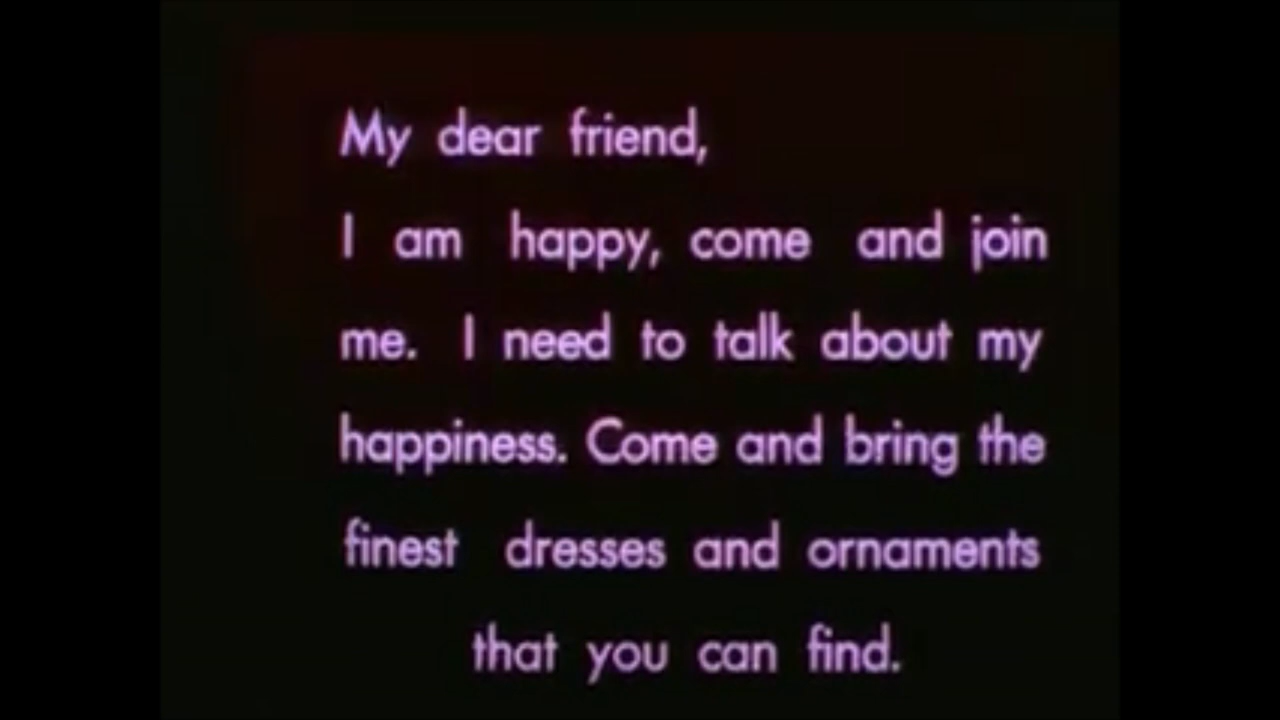 My dear friend,
I am happy, come and join
me. I need to talk about my
happiness. Come and bring the
finest dresses and ornaments
that you can find.